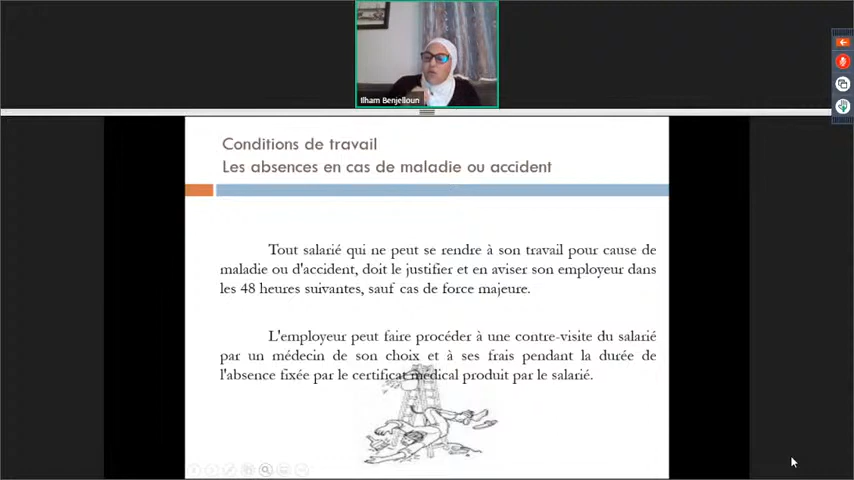 Ilham Benjelloun
Conditions de travail
Les absences en cas de maladie ou accident
Tout salarié qui ne peut se rendre à son travail pour cause de
maladie ou d'accident, doit le justifier et en aviser son employeur dans
les 48 heures suivantes, sauf cas de force majeure.
L'employeur peut faire procéder à une contre-visite du salarié
par un médecin de son choix et à ses frais pendant la durée de
l'absence fixée par le certificat médical produit par le salarié.